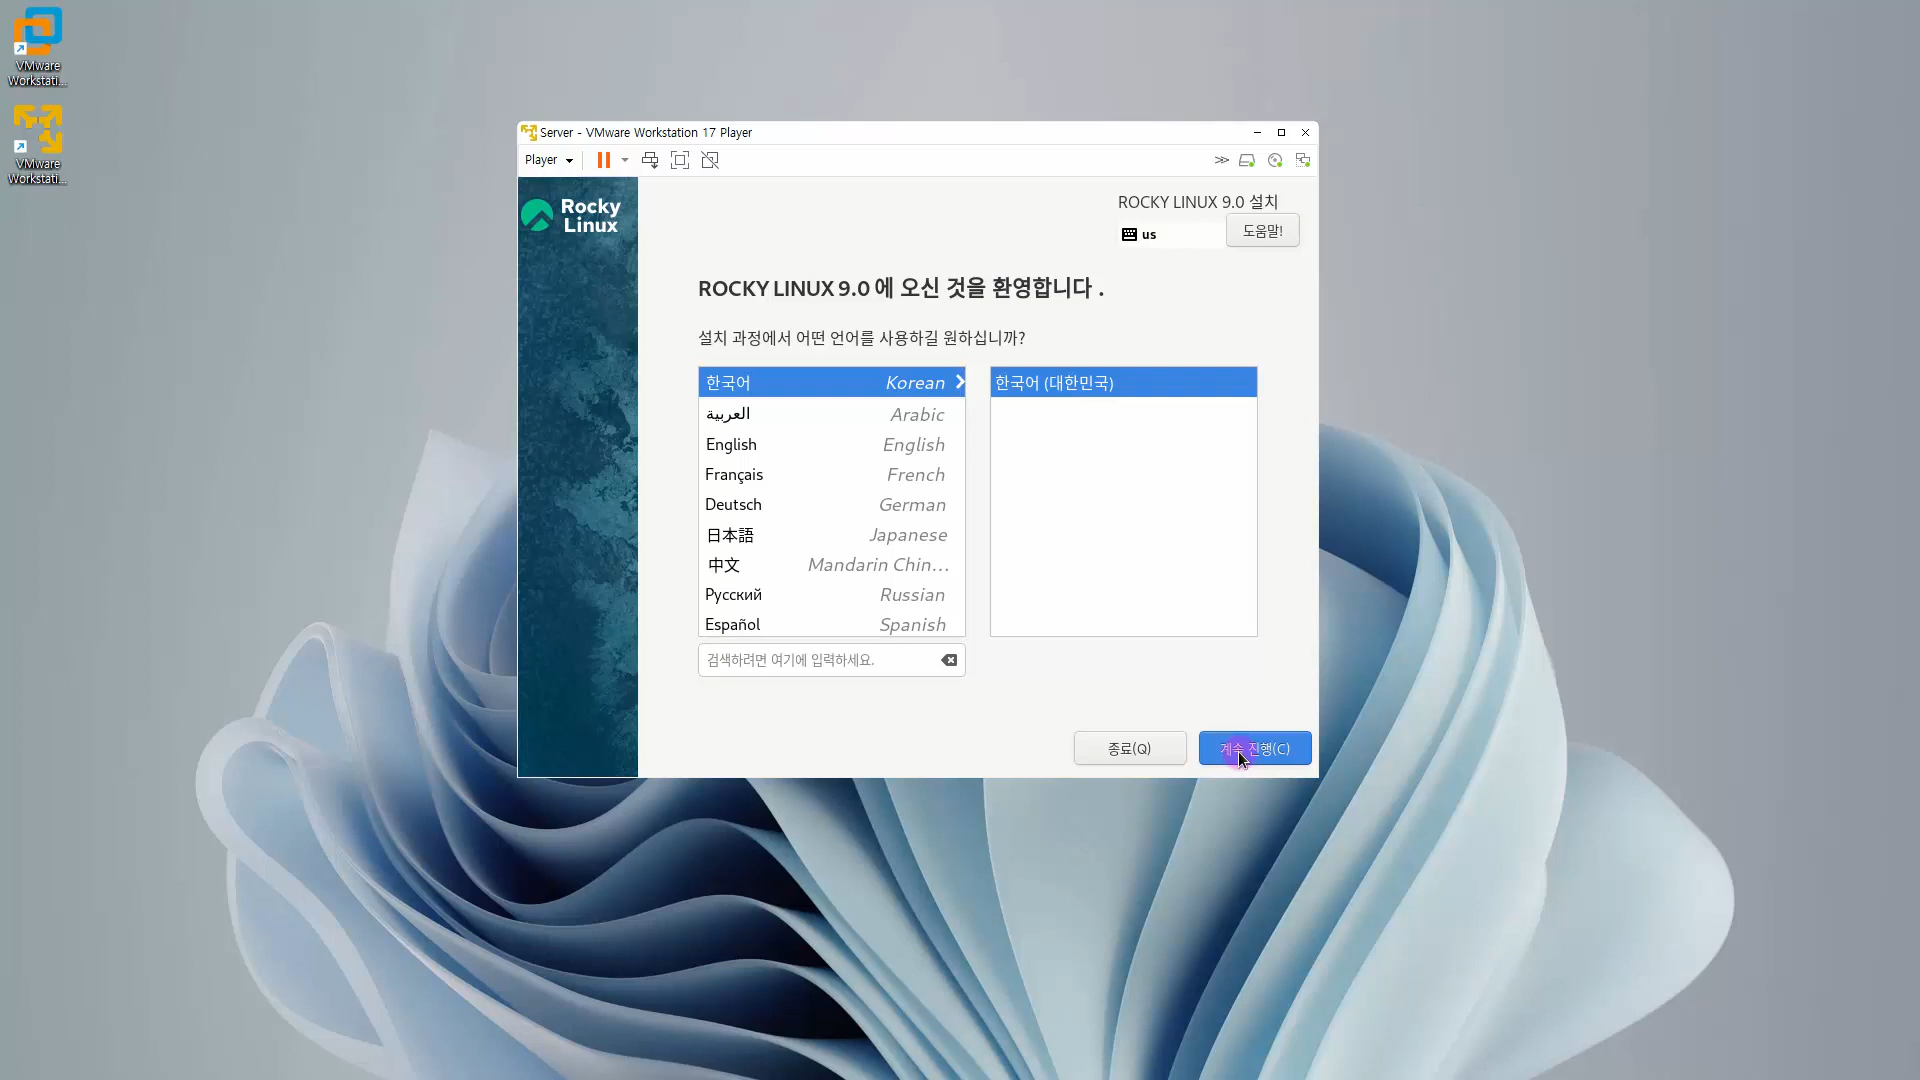 VMware
Workstati...
VMware
Workstati...
Server - VMware Workstation 17 Player
Player
Rocky
Linux
ROCKY LINUX 9.0 설치
us
도움말!
ROCKY LINUX 9.0 에 오신 것을 환영합니다 .
설치 과정에서 어떤 언어를 사용하길 원하십니까?
한국어 Korean
العربية Arabic
English English
Français French
Deutsch German
日本語 Japanese
中文 Mandarin Chin...
Русский Russian
Español Spanish
한국어 (대한민국)
검색하려면 여기에 입력하세요.
종료(Q)
계속 진행(C)